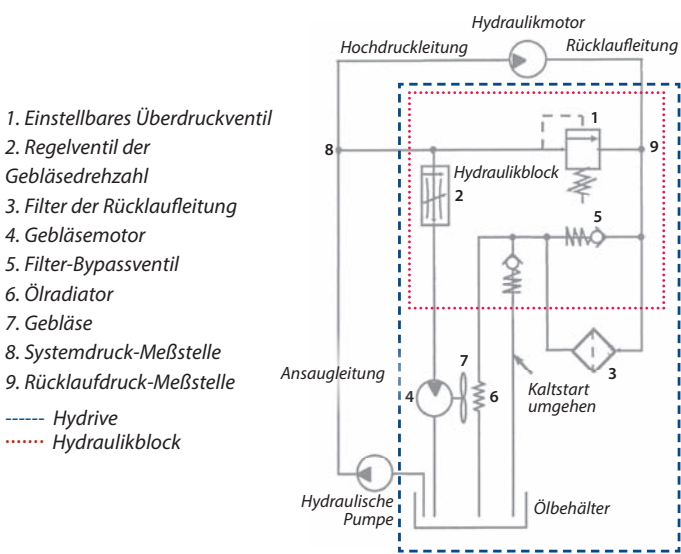 1. Einstellbares Überdruckventil
2. Regelventil der
Gebläsedrehzahl
3. Filter der Rücklaufleitung
4. Gebläsemotor
5. Filter-Bypassventil
6. Ölradiator
7. Gebläse
8. Systemdruck-Meßstelle
9. Rücklaufdruck-Meßstelle
------ Hydrive
....... Hydraulikblock
Hydraulikmotor
Hochdruckleitung
Rücklaufleitung
1
8
9
Hydraulikblock
2
5
7
3
Ansaugleitung
4
6
Kaltstart
umgehen
Hydraulische
Pumpe
Ölbehälter